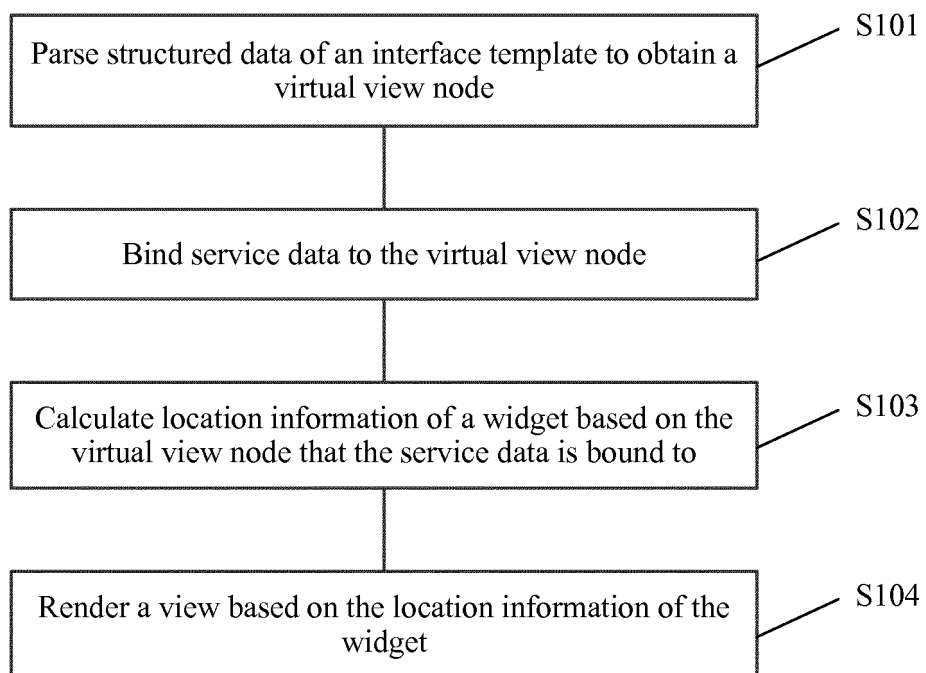 S101
Parse structured data of an interface template to obtain a
virtual view node
S102
Bind service data to the virtual view node
S103
Calculate location information of a widget based on the
virtual view node that the service data is bound to
S104
Render a view based on the location information of the
widget